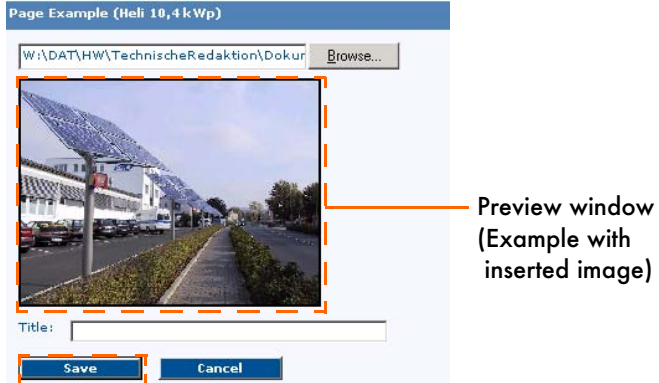 Page Example (Heli 10,4 kWp)
W:\DAT\HW\TechnischeRedaktion\Dokur
Browse...
Preview window
(Example with
inserted image)
Title:
Save
Cancel